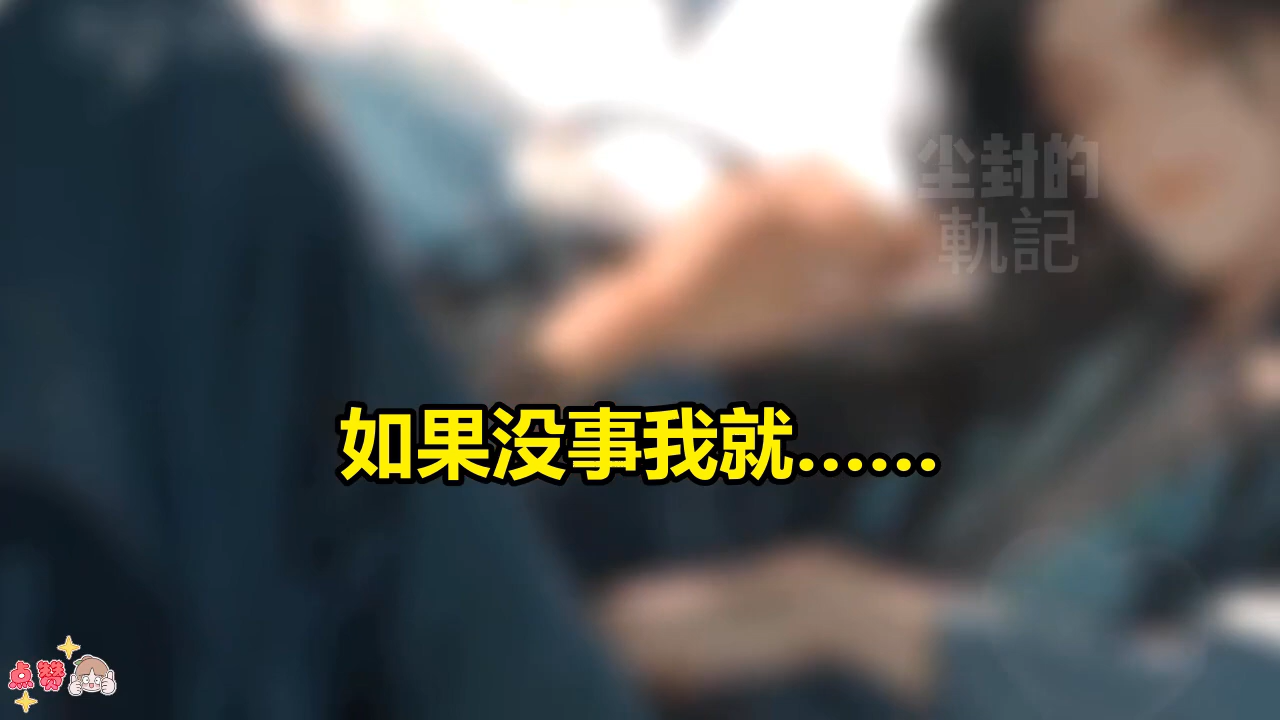 尘封的
軌記
如果没事我就……
点赞